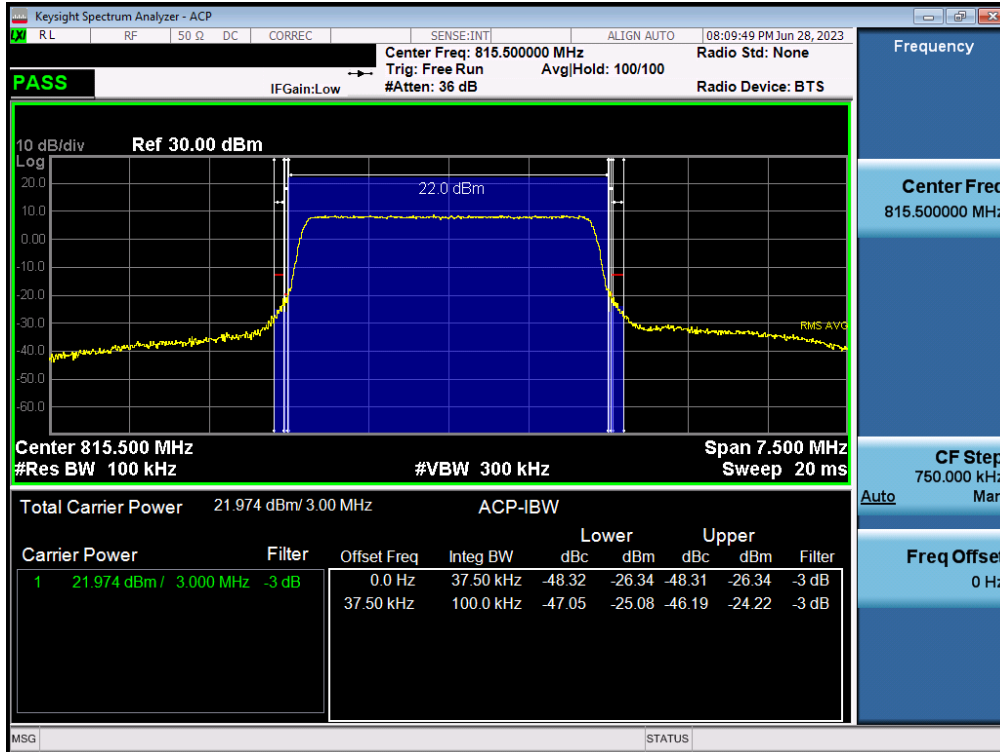 Keysight Spectrum Analyzer - ACP
LXI RL RF 50 Ω DC CORREC SENSE:INT ALIGN AUTO 08:09:49 PM Jun 28, 2023
Center Freq: 815.500000 MHz Radio Std: None
Trig: Free Run Avg|Hold: 100/100
PASS IFGain:Low #Atten: 36 dB Radio Device: BTS
10 dB/div Ref 30.00 dBm
Log
20.0
22.0 dBm
10.0
0.00
-10.0
-20.0
-30.0
RMS AVG
-40.0
-50.0
-60.0
Center 815.500 MHz Span 7.500 MHz
#Res BW 100 kHz #VBW 300 kHz Sweep 20 ms
Total Carrier Power 21.974 dBm/ 3.00 MHz ACP-IBW
Lower Upper
Carrier Power Filter Offset Freq Integ BW dBc dBm dBc dBm Filter
1 21.974 dBm / 3.000 MHz -3 dB 0.0 Hz 37.50 kHz -48.32 -26.34 -48.31 -26.34 -3 dB
37.50 kHz 100.0 kHz -47.05 -25.08 -46.19 -24.22 -3 dB
MSG STATUS
Frequency
Center Freq
815.500000 MHz
CF Step
750.000 kHz
Auto Man
Freq Offset
0 Hz